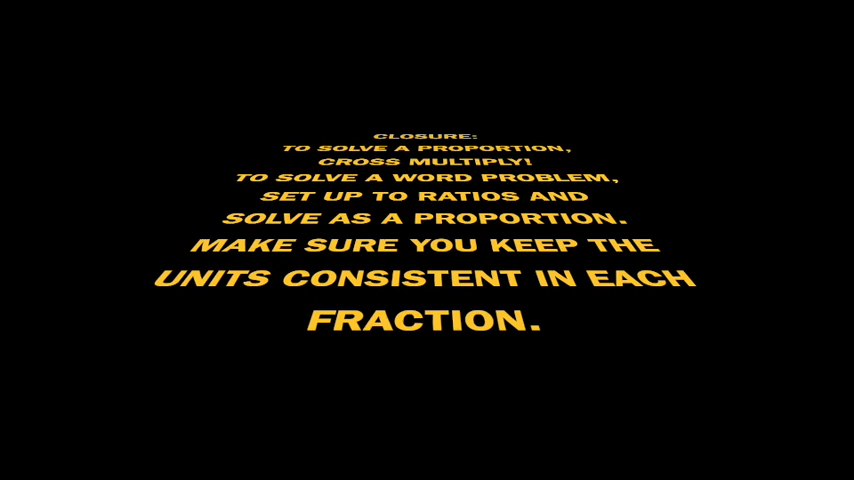 CLOSURE:
TO SOLVE A PROPORTION,
CROSS MULTIPLY!
TO SOLVE A WORD PROBLEM,
SET UP TO RATIOS AND
SOLVE AS A PROPORTION.
MAKE SURE YOU KEEP THE
UNITS CONSISTENT IN EACH
FRACTION.